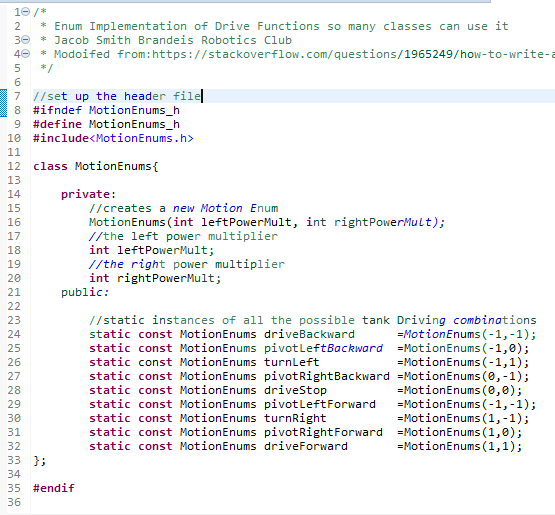 1 /*
2  * Enum Implementation of Drive Functions so many classes can use it
3  * Jacob Smith Brandeis Robotics Club
4  * Modoifed from:https://stackoverflow.com/questions/1965249/how-to-write-a
5  */
6
7 //set up the header file
8 #ifndef MotionEnums_h
9 #define MotionEnums_h
10 #include<MotionEnums.h>
11
12 class MotionEnums{
13
14     private:
15         //creates a new Motion Enum
16         MotionEnums(int leftPowerMult, int rightPowerMult);
17         //the left power multiplier
18         int leftPowerMult;
19         //the right power multiplier
20         int rightPowerMult;
21     public:
22
23         //static instances of all the possible tank Driving combinations
24         static const MotionEnums driveBackward      =MotionEnums(-1,-1);
25         static const MotionEnums pivotLeftBackward  =MotionEnums(-1,0);
26         static const MotionEnums turnLeft           =MotionEnums(-1,1);
27         static const MotionEnums pivotRightBackward =MotionEnums(0,-1);
28         static const MotionEnums driveStop          =MotionEnums(0,0);
29         static const MotionEnums pivotLeftForward   =MotionEnums(-1,-1);
30         static const MotionEnums turnRight          =MotionEnums(1,-1);
31         static const MotionEnums pivotRightForward  =MotionEnums(1,0);
32         static const MotionEnums driveForward       =MotionEnums(1,1);
33 };
34
35 #endif
36